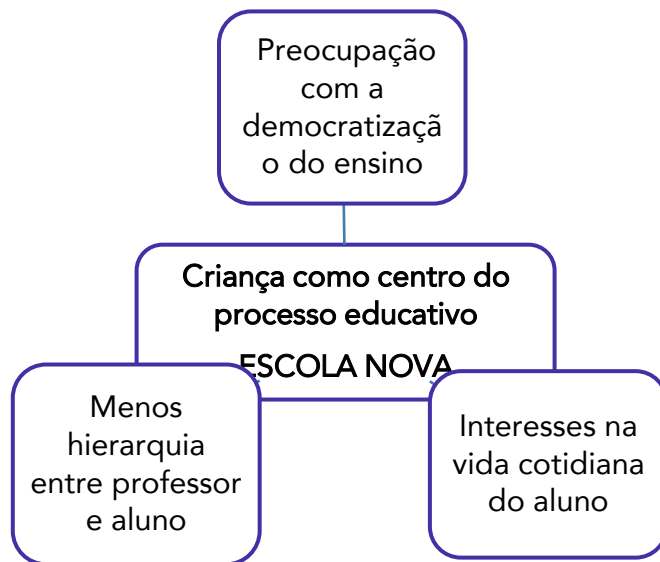 Preocupação
com a
democratizaçã
o do ensino
Criança como centro do
processo educativo
ESCOLA NOVA
Menos
hierarquia
entre professor
e aluno
Interesses na
vida cotidiana
do aluno